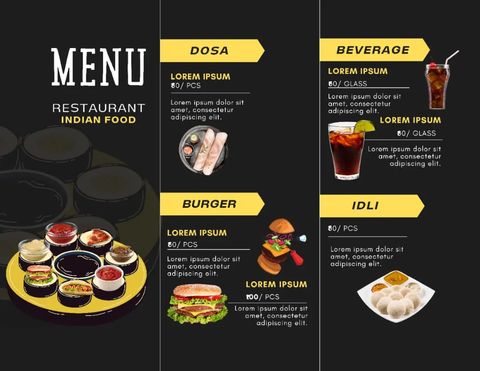 MENU
RESTAURANT
INDIAN FOOD
DOSA
LOREM IPSUM
80/ PCS
Lorem ipsum dolor sit
amet, consectetur
adipiscing elit.
BURGER
LOREM IPSUM
80/ PCS
Lorem ipsum dolor sit
amet, consectetur
adipiscing elit.
LOREM IPSUM
100/ PCS
Lorem ipsum dolor sit
amet, consectetur
adipiscing elit.
BEVERAGE
LOREM IPSUM
80/ GLASS
Lorem ipsum dolor sit
amet, consectetur
adipiscing elit.
LOREM IPSUM
80/ GLASS
Lorem ipsum dolor sit
amet, consectetur
adipiscing elit.
IDLI
80/ PCS
Lorem ipsum dolor sit
amet, consectetur
adipiscing elit.